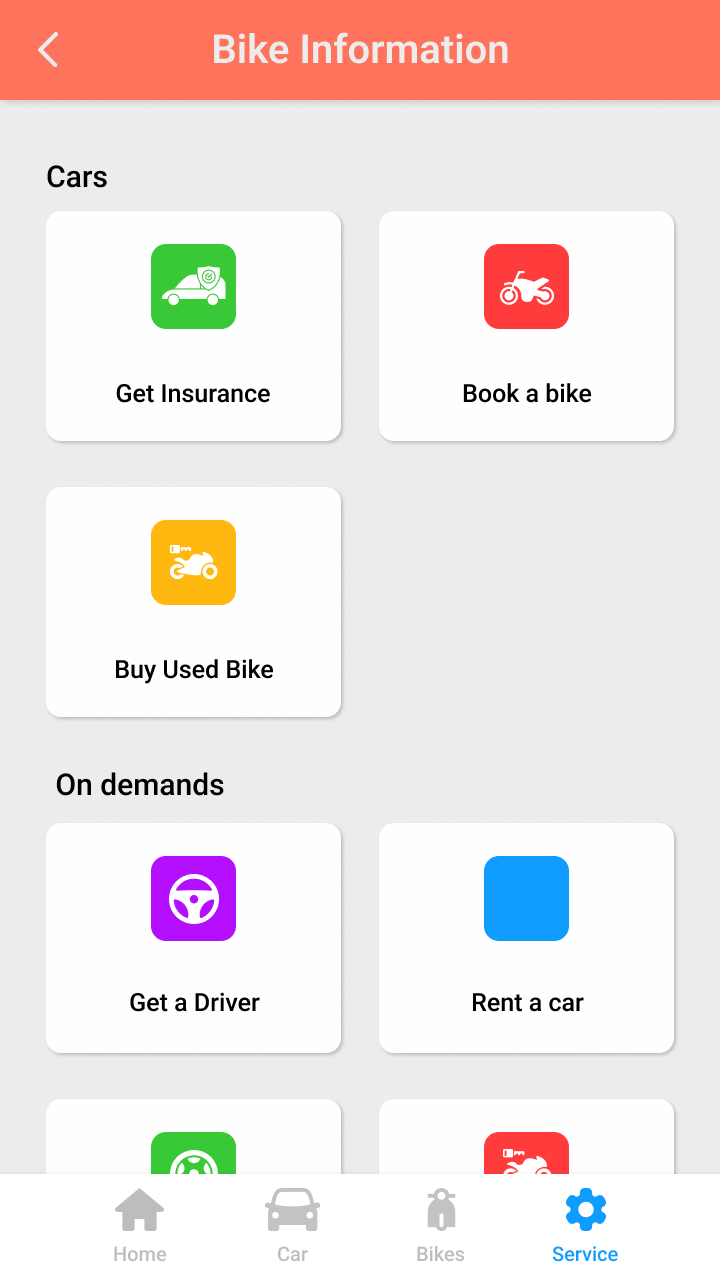 Bike Information
Cars
Get Insurance
Book a bike
Buy Used Bike
On demands
Get a Driver
Rent a car
Home
Car
Bikes
Service